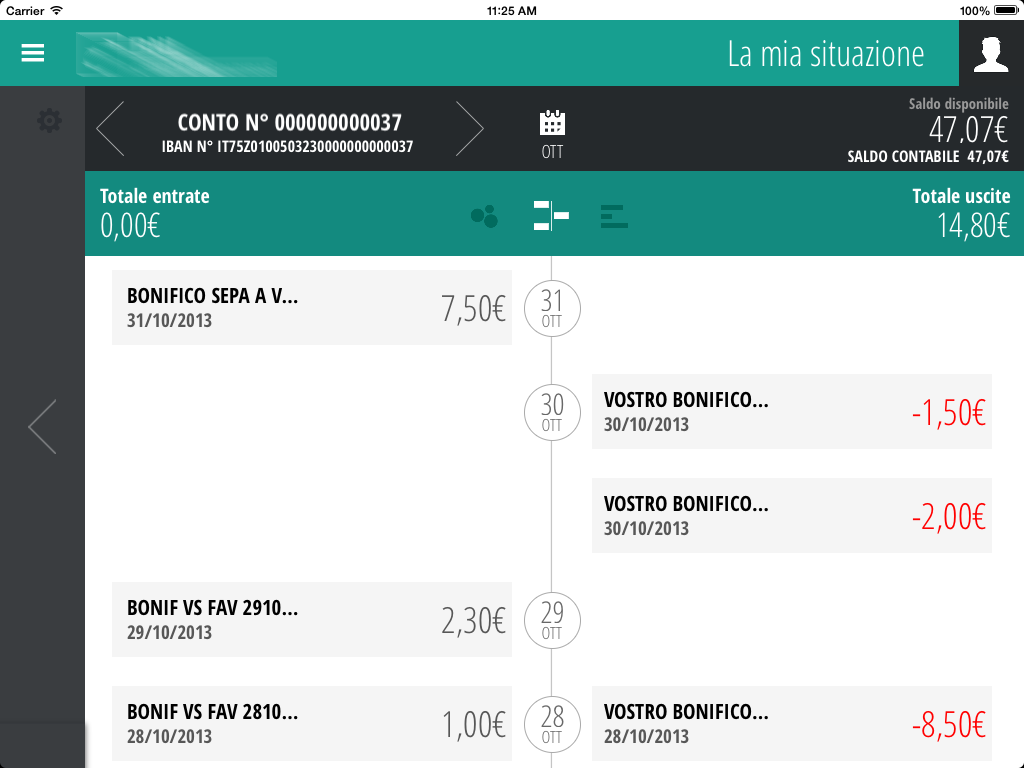 Carrier 11:25 AM 100%
La mia situazione
CONTO N° 000000000037
IBAN N° IT75Z0100503230000000000037
OTT
Saldo disponibile
47,07€
SALDO CONTABILE 47,07€
Totale entrate
0,00€
Totale uscite
14,80€
BONIFICO SEPA A V...
31/10/2013
7,50€
31
OTT
30
OTT
VOSTRO BONIFICO...
30/10/2013
-1,50€
VOSTRO BONIFICO...
30/10/2013
-2,00€
BONIF VS FAV 2910...
29/10/2013
2,30€
29
OTT
BONIF VS FAV 2810...
28/10/2013
1,00€
28
OTT
VOSTRO BONIFICO...
28/10/2013
-8,50€